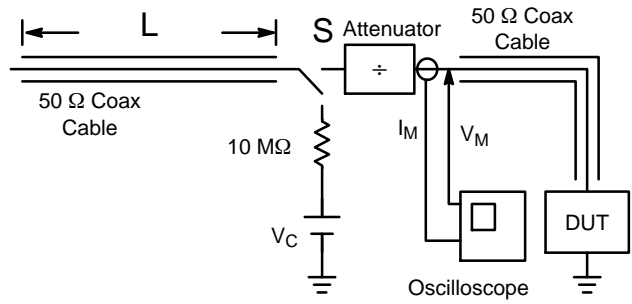 L
S
Attenuator
÷
50 Ω Coax
Cable
50 Ω Coax
Cable
10 MΩ
I_M
V_M
V_C
DUT
Oscilloscope